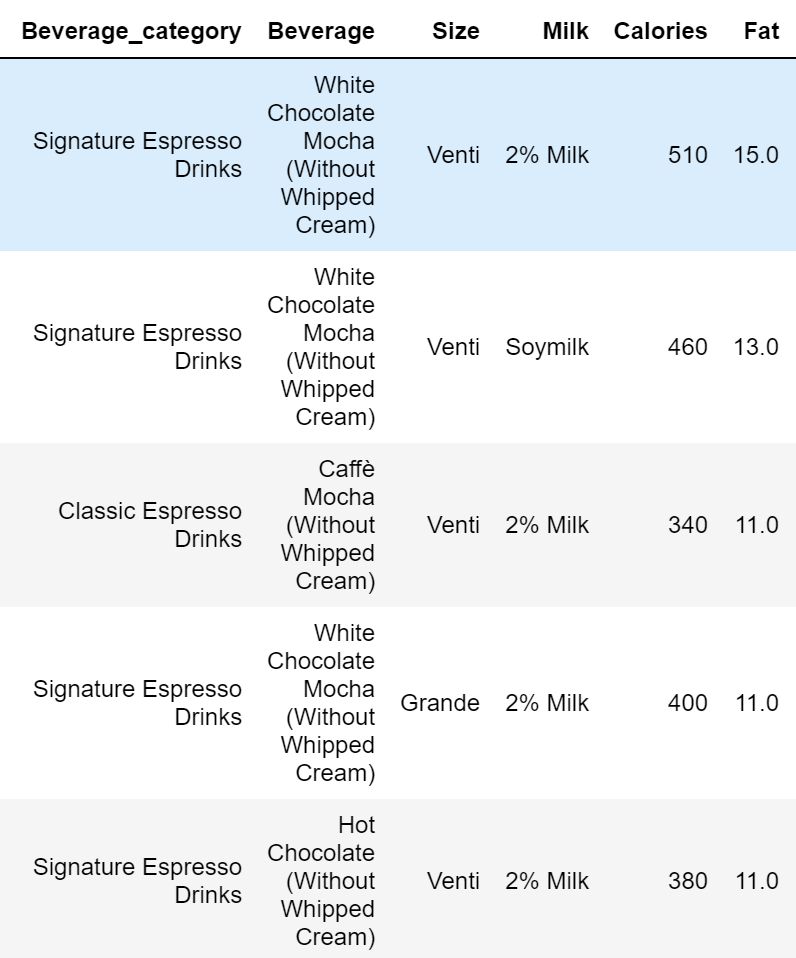 Beverage_category Beverage Size Milk Calories Fat
Signature Espresso Drinks White Chocolate Mocha (Without Whipped Cream) Venti 2% Milk 510 15.0
Signature Espresso Drinks White Chocolate Mocha (Without Whipped Cream) Venti Soymilk 460 13.0
Classic Espresso Drinks Caffè Mocha (Without Whipped Cream) Venti 2% Milk 340 11.0
Signature Espresso Drinks White Chocolate Mocha (Without Whipped Cream) Grande 2% Milk 400 11.0
Signature Espresso Drinks Hot Chocolate (Without Whipped Cream) Venti 2% Milk 380 11.0